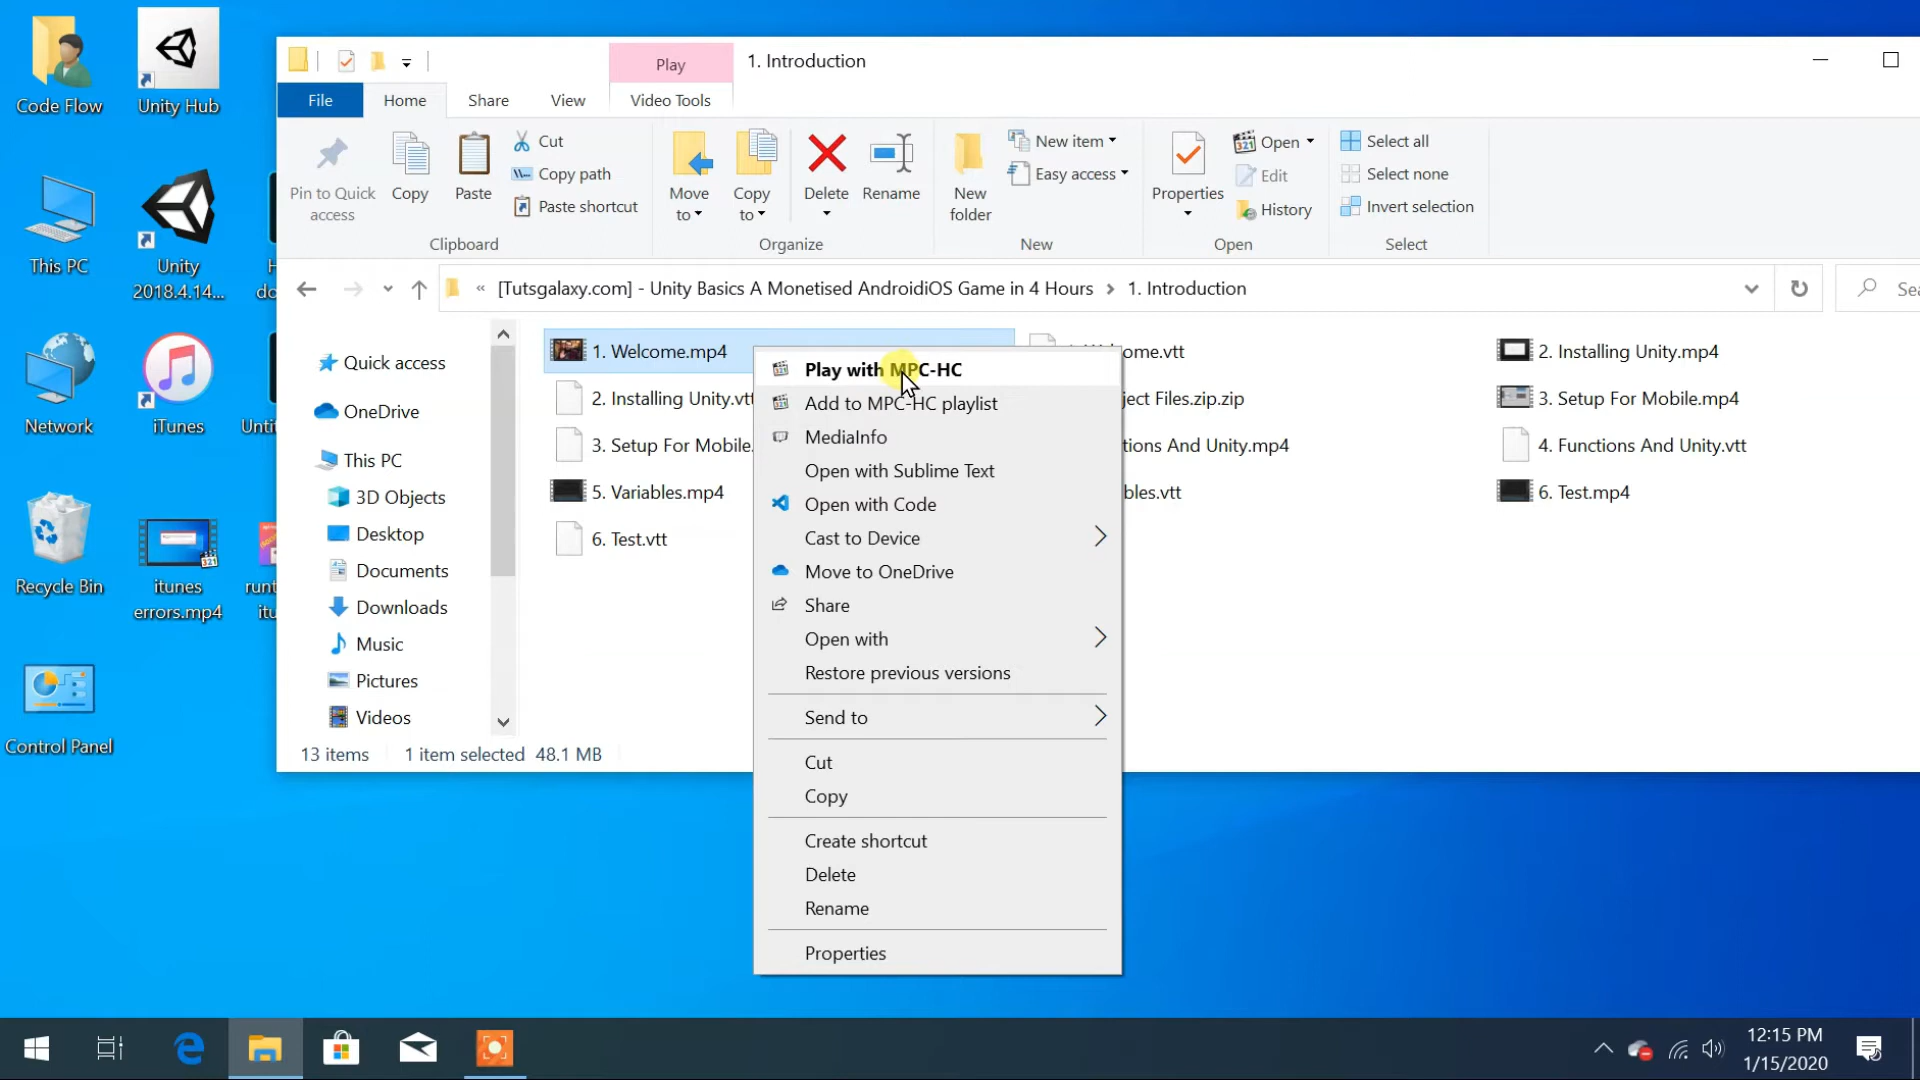 Code Flow
Unity Hub
This PC
Unity
2018.4.14...
Network
iTunes
Recycle Bin
itunes
errors.mp4
Control Panel
Play
1. Introduction
File
Home
Share
View
Video Tools
Pin to Quick
access
Copy
Paste
Cut
Copy path
Paste shortcut
Clipboard
Move
to
Copy
to
Delete
Rename
Organize
New
folder
New item
Easy access
New
Properties
Open
Edit
History
Open
Select all
Select none
Invert selection
Select
« [Tutsgalaxy.com] - Unity Basics A Monetised AndroidiOS Game in 4 Hours > 1. Introduction
Quick access
OneDrive
This PC
3D Objects
Desktop
Documents
Downloads
Music
Pictures
Videos
1. Welcome.mp4
2. Installing Unity.mp4
2. Installing Unity.vtt
ject Files.zip.zip
3. Setup For Mobile.mp4
3. Setup For Mobile.
tions And Unity.mp4
4. Functions And Unity.vtt
5. Variables.mp4
bles.vtt
6. Test.mp4
6. Test.vtt
Play with MPC-HC
Add to MPC-HC playlist
MediaInfo
Open with Sublime Text
Open with Code
Cast to Device
Move to OneDrive
Share
Open with
Restore previous versions
Send to
Cut
Copy
Create shortcut
Delete
Rename
Properties
13 items
1 item selected 48.1 MB
12:15 PM
1/15/2020